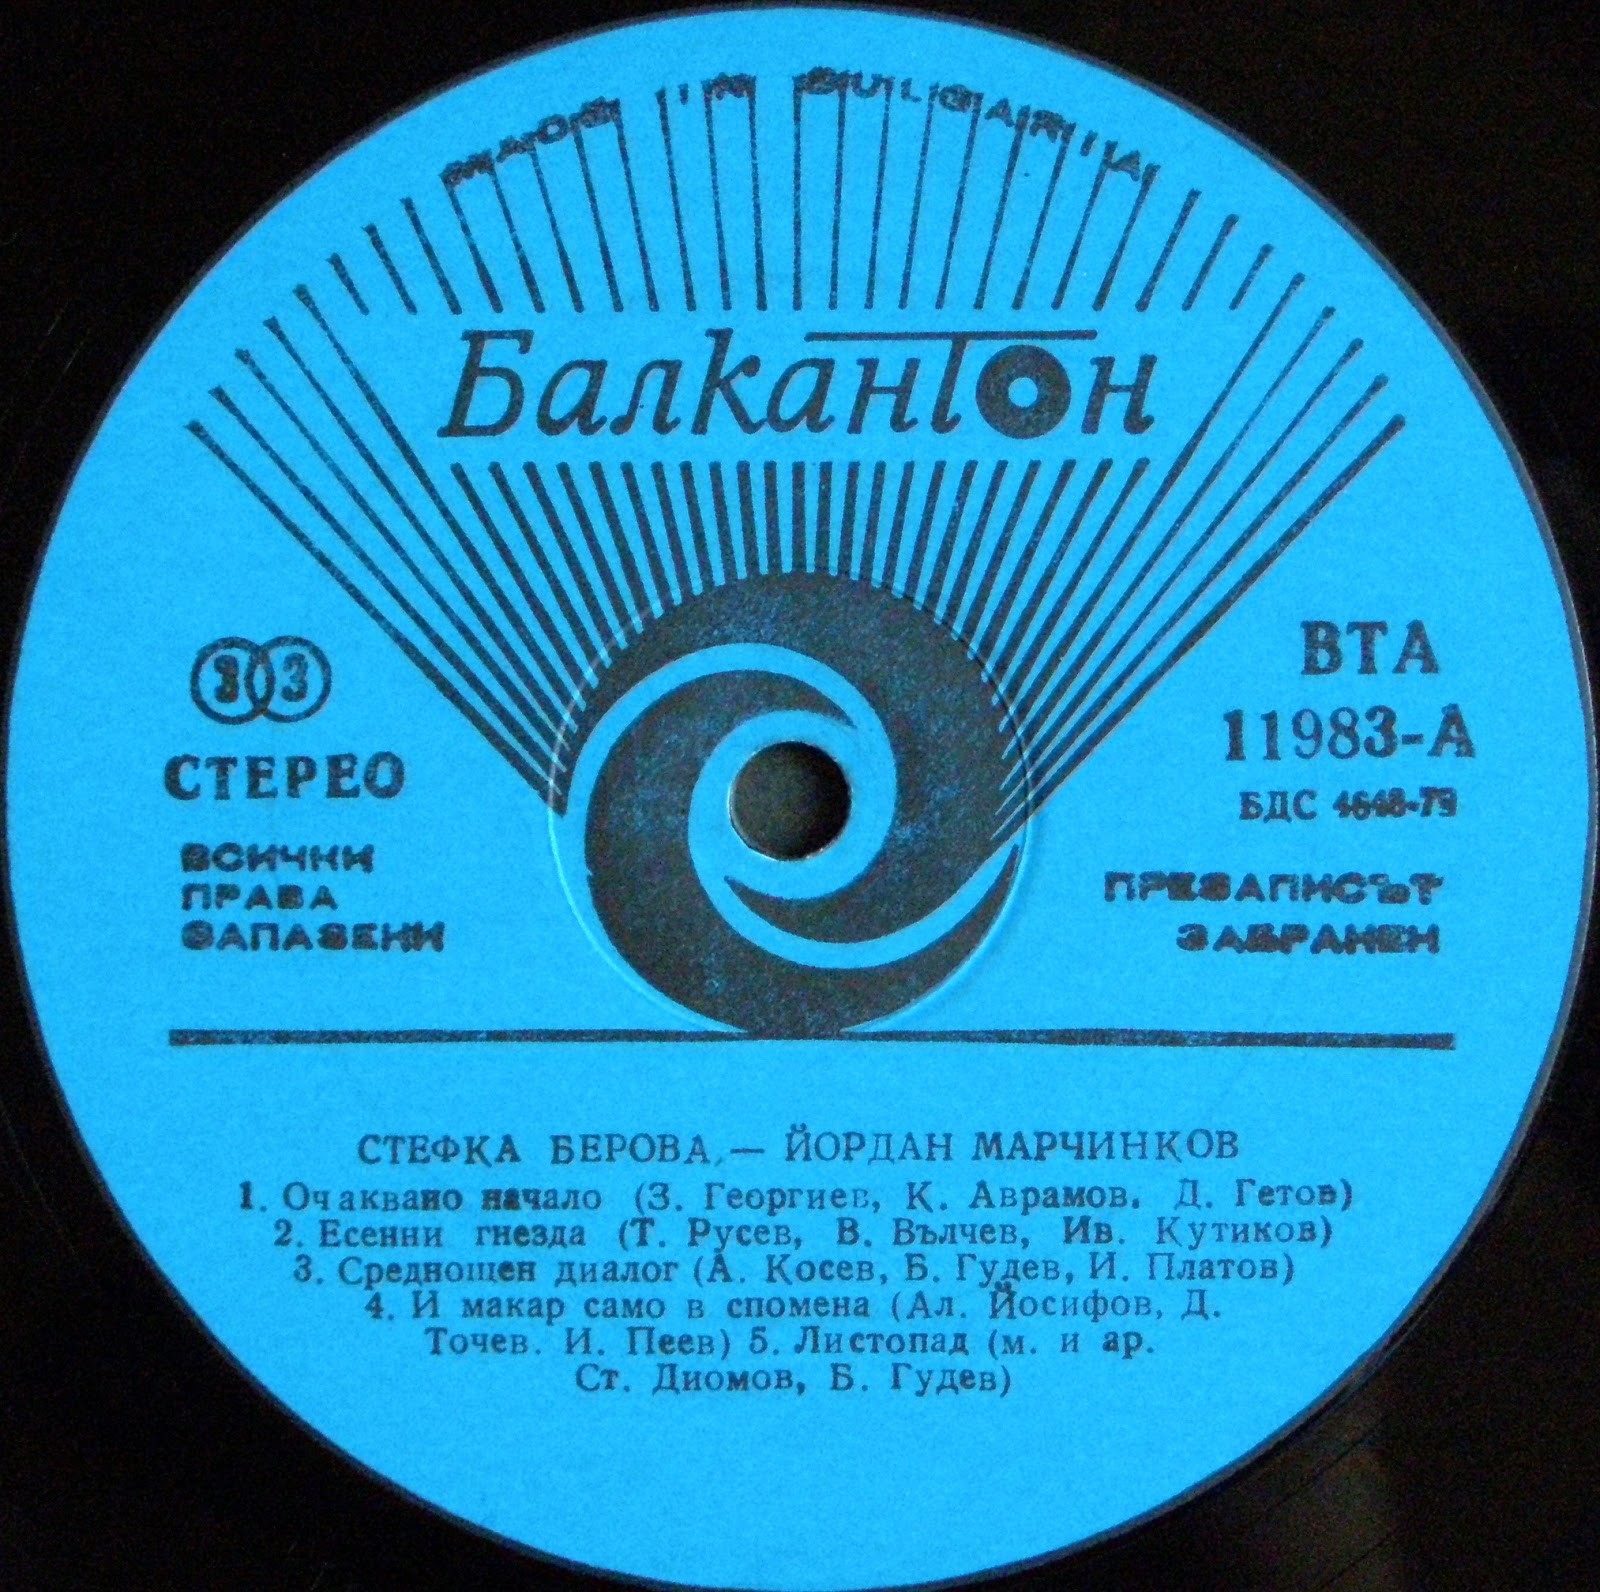 MADE IN BULGARIA
Балкантон
33
СТЕРЕО
ВСИЧКИ
ПРАВА
ЗАПАЗЕНИ
ВТА
11983-А
БДС 4648-79
ПРЕЗАПИСЪТ
ЗАБРАНЕН
СТЕФКА БЕРОВА, — ЙОРДАН МАРЧИНКОВ
1. Очаквано начало (З. Георгиев, К. Аврамов. Д. Гетов)
2. Есенни гнезда (Т. Русев, В. Вълчев, Ив. Кутиков)
3. Среднощен диалог (А. Косев, Б. Гудев, И. Платов)
4. И макар само в спомена (Ал. Йосифов, Д.
Точев. И. Пеев) 5. Листопад (м. и ар.
Ст. Диомов, Б. Гудев)